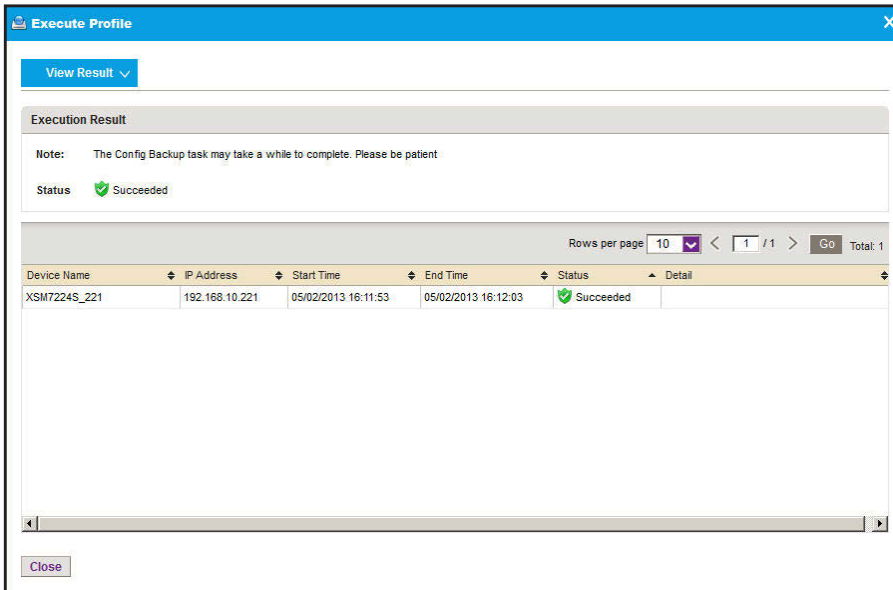 Execute Profile
View Result
Execution Result
Note: The Config Backup task may take a while to complete. Please be patient
Status Succeeded
Rows per page 10 < 1 / 1 > Go Total: 1
Device Name IP Address Start Time End Time Status Detail
XSM7224S_221 192.168.10.221 05/02/2013 16:11:53 05/02/2013 16:12:03 Succeeded
Close